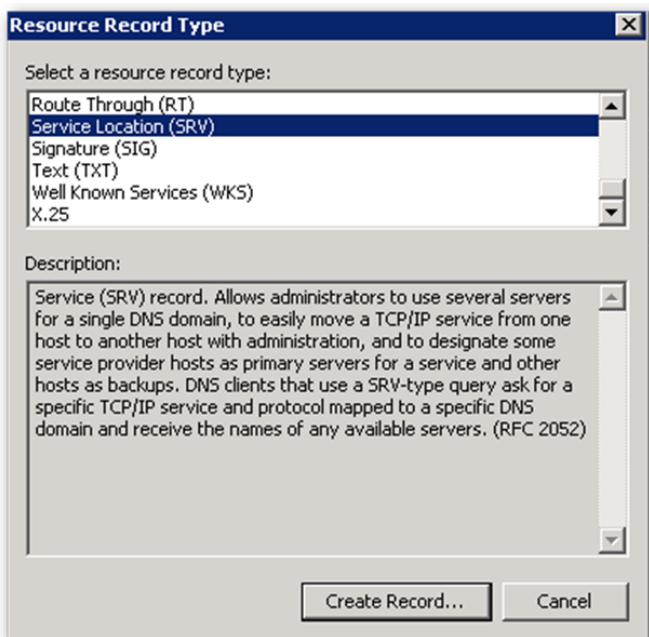 Resource Record Type
Select a resource record type:
Route Through (RT)
Service Location (SRV)
Signature (SIG)
Text (TXT)
Well Known Services (WKS)
X.25
Description:
Service (SRV) record. Allows administrators to use several servers
for a single DNS domain, to easily move a TCP/IP service from one
host to another host with administration, and to designate some
service provider hosts as primary servers for a service and other
hosts as backups. DNS clients that use a SRV-type query ask for a
specific TCP/IP service and protocol mapped to a specific DNS
domain and receive the names of any available servers. (RFC 2052)
Create Record...
Cancel